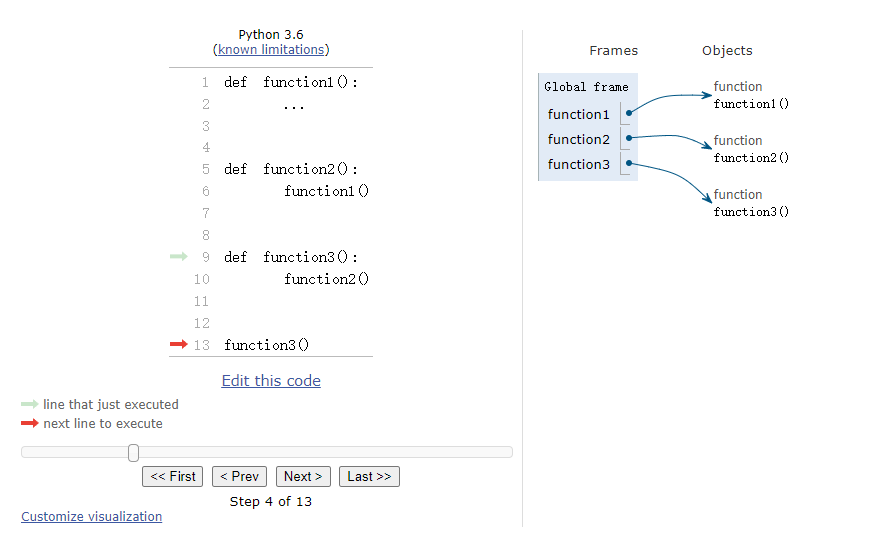 Python 3.6
(known limitations)
1 def function1():
2 ...
3
4
5 def function2():
6 function1()
7
8
9 def function3():
10 function2()
11
12
13 function3()
Edit this code
line that just executed
next line to execute
<< First < Prev Next > Last >>
Step 4 of 13
Customize visualization
Frames Objects
Global frame
function1
function2
function3
function
function1()
function
function2()
function
function3()